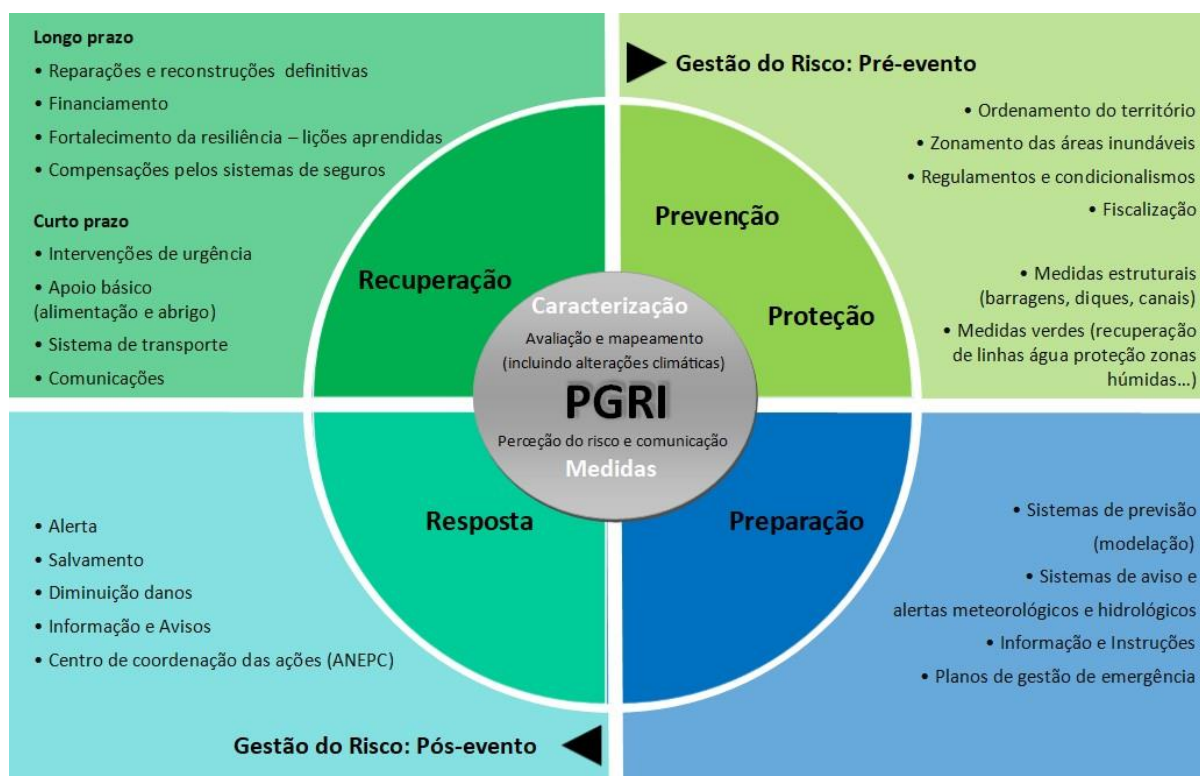 Longo prazo
• Reparações e reconstruções definitivas
• Financiamento
• Fortalecimento da resiliência – lições aprendidas
• Compensações pelos sistemas de seguros
Curto prazo
• Intervenções de urgência
• Apoio básico
(alimentação e abrigo)
• Sistema de transporte
• Comunicações
Gestão do Risco: Pré-evento
• Ordenamento do território
• Zonamento das áreas inundáveis
• Regulamentos e condicionalismos
• Fiscalização
• Medidas estruturais
(barragens, diques, canais)
• Medidas verdes (recuperação
de linhas água proteção zonas
húmidas...)
Recuperação
Prevenção
Proteção
Caracterização
Avaliação e mapeamento
(incluindo alterações climáticas)
PGRI
Perceção do risco e comunicação
Medidas
Resposta
Preparação
• Alerta
• Salvamento
• Diminuição danos
• Informação e Avisos
• Centro de coordenação das ações (ANEPC)
Gestão do Risco: Pós-evento
• Sistemas de previsão
(modelação)
• Sistemas de aviso e
alertas meteorológicos e hidrológicos
• Informação e Instruções
• Planos de gestão de emergência